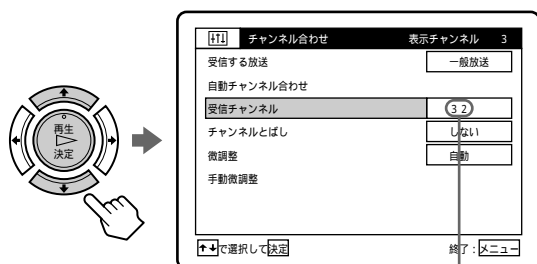 チャンネル合わせ 表示チャンネル 3
受信する放送 一般放送
自動チャンネル合わせ
受信チャンネル 32
チャンネルとばし しない
微調整 自動
手動微調整
↑↓で選択して決定 終了:メニュー
再生
決定